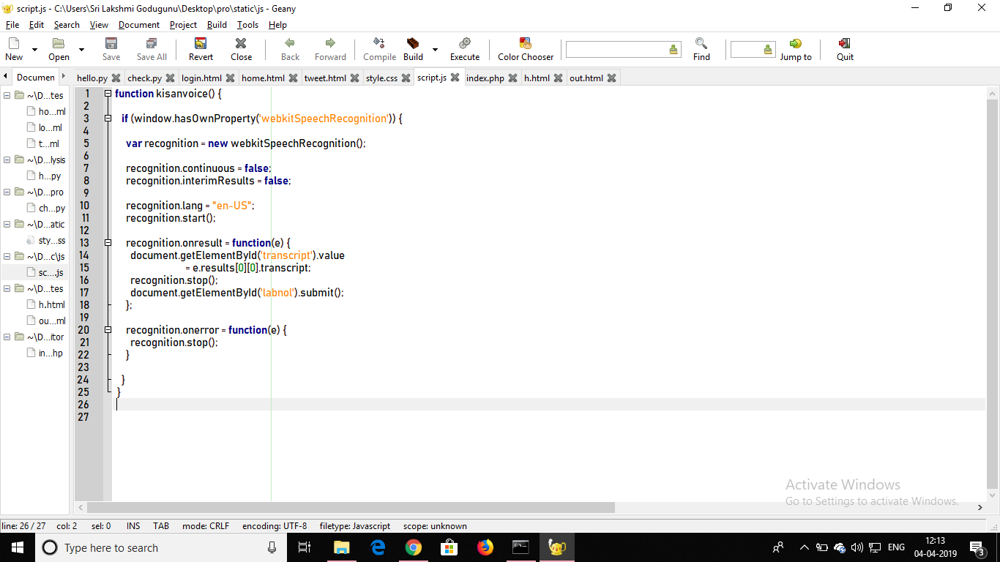 script.js - C:\Users\Sri Lakshmi Godugunu\Desktop\pro\static\js - Geany
File Edit Search View Document Project Build Tools Help
New Open Save Save All Revert Close Back Forward Compile Build Execute Color Chooser Find Jump to Quit
Documen hello.py check.py login.html home.html tweet.html style.css script.js index.php h.html out.html
~\D...tes
ho...ml
lo...ml
t...ml
~\D...lysis
h...py
~\D...pro
ch...py
~\D...atic
sty...ss
~\D...c\js
sc....js
~\D...tes
h.html
ou...ml
~\D...itor
in...hp
1 function kisanvoice() {
2
3 if (window.hasOwnProperty('webkitSpeechRecognition')) {
4
5 var recognition = new webkitSpeechRecognition();
6
7 recognition.continuous = false;
8 recognition.interimResults = false;
9
10 recognition.lang = "en-US";
11 recognition.start();
12
13 recognition.onresult = function(e) {
14 document.getElementById('transcript').value
15 = e.results[0][0].transcript;
16 recognition.stop();
17 document.getElementById('labnol').submit();
18 };
19
20 recognition.onerror = function(e) {
21 recognition.stop();
22 }
23
24 }
25 }
26
27
Activate Windows
Go to Settings to activate Windows.
line: 26 / 27 col: 2 sel: 0 INS TAB mode: CRLF encoding: UTF-8 filetype: Javascript scope: unknown
Type here to search
ENG
12:13
04-04-2019
3